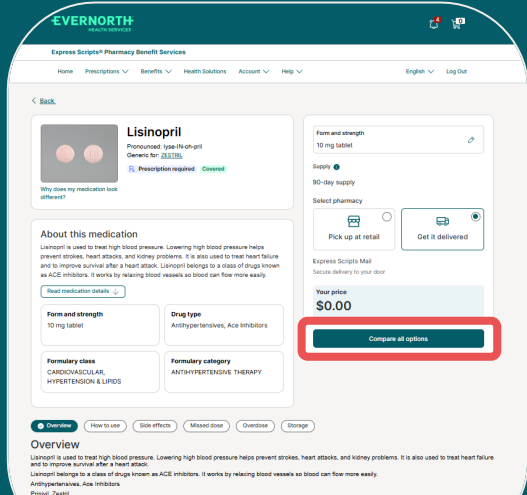 EVERNORTH
HEALTH SERVICES
4
0
Express Scripts® Pharmacy Benefit Services
Home Prescriptions Benefits Health Solutions Account Help English Log Out
Back
Lisinopril
Pronounced: lyse-IN-oh-pril
Generic for: ZESTRIL
Prescription required Covered
Why does my medication look
different?
About this medication
Lisinopril is used to treat high blood pressure. Lowering high blood pressure helps
prevent strokes, heart attacks, and kidney problems. It is also used to treat heart failure
and to improve survival after a heart attack. Lisinopril belongs to a class of drugs known
as ACE inhibitors. It works by relaxing blood vessels so blood can flow more easily.
Read medication details
Form and strength
10 mg tablet
Drug type
Antihypertensives, Ace Inhibitors
Formulary class
CARDIOVASCULAR,
HYPERTENSION & LIPIDS
Formulary category
ANTIHYPERTENSIVE THERAPY
Form and strength
10 mg tablet
Supply
90-day supply
Select pharmacy
Pick up at retail
Get it delivered
Express Scripts Mail
Secure delivery to your door
Your price
$0.00
Compare all options
Overview How to use Side effects Missed dose Overdose Storage
Overview
Lisinopril is used to treat high blood pressure. Lowering high blood pressure helps prevent strokes, heart attacks, and kidney problems. It is also used to treat heart failure
and to improve survival after a heart attack.
Lisinopril belongs to a class of drugs known as ACE inhibitors. It works by relaxing blood vessels so blood can flow more easily.
Antihypertensives, Ace Inhibitors
Prinivil, Zestril